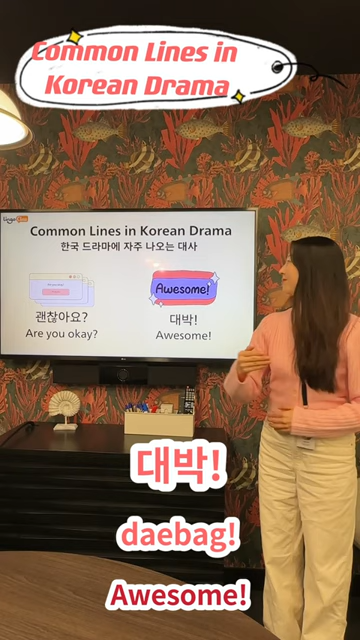 Common Lines in
Korean Drama
Common Lines in Korean Drama
한국 드라마에 자주 나오는 대사
Awesome!
괜찮아요?
대박!
Are you okay?
Awesome!
대박!
daebag!
Awesome!